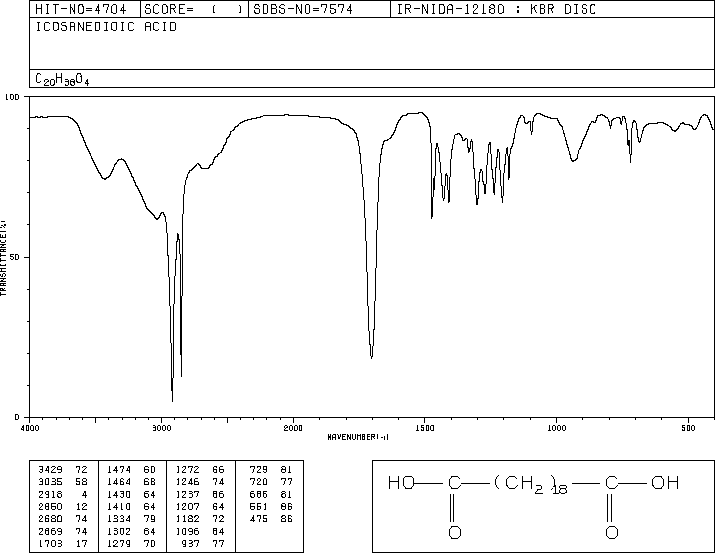 HIT-NO=4704 SCORE= ( ) SDBS-NO=7574 IR-NIDA-12180 : KBR DISC
ICOSANEDIOIC ACID
C20H38O4
100
50
0
TRANSMITTANCE(%)
4000 3000 2000 1500 1000 500
WAVENUMBER(-1)
3429 72 1474 60 1272 66 729 81
3035 58 1464 68 1246 74 720 77
2918 4 1430 64 1237 86 686 81
2850 12 1410 64 1207 64 551 86
2680 74 1334 79 1182 72 475 86
2669 74 1302 64 1096 84
1703 17 1279 70 937 77
HO C (CH2)18 C OH
O O